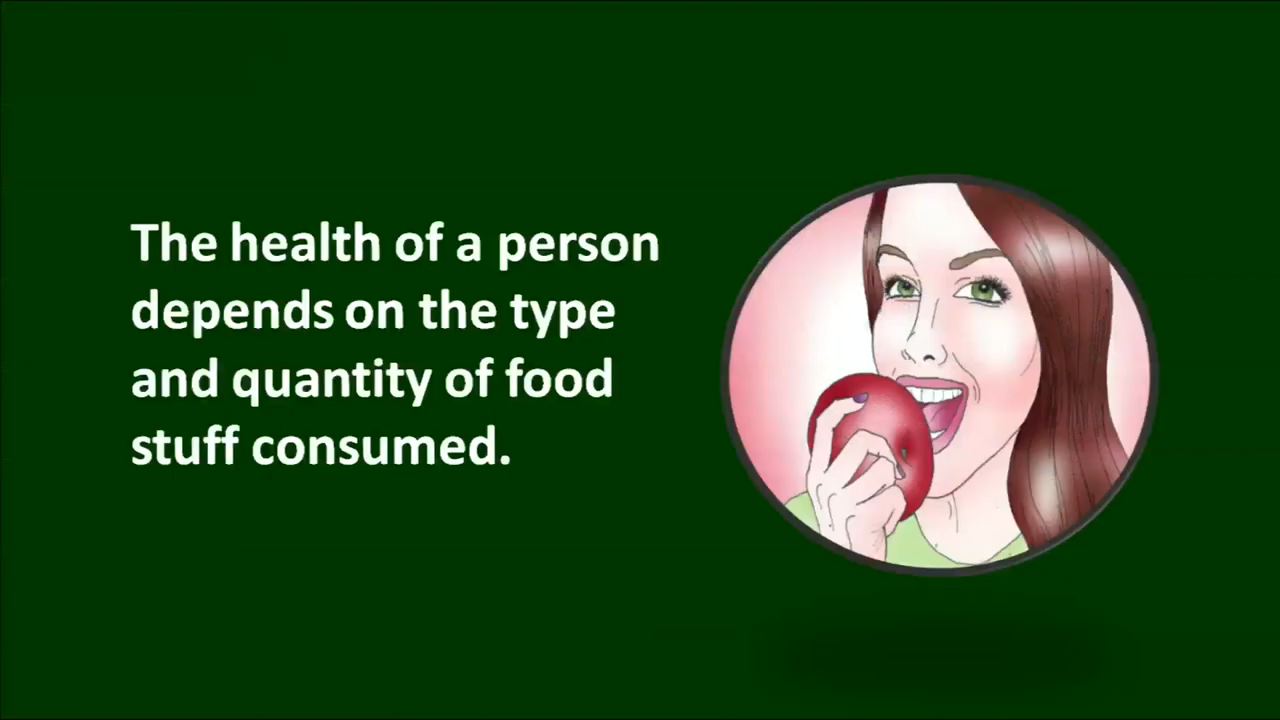 The health of a person
depends on the type
and quantity of food
stuff consumed.